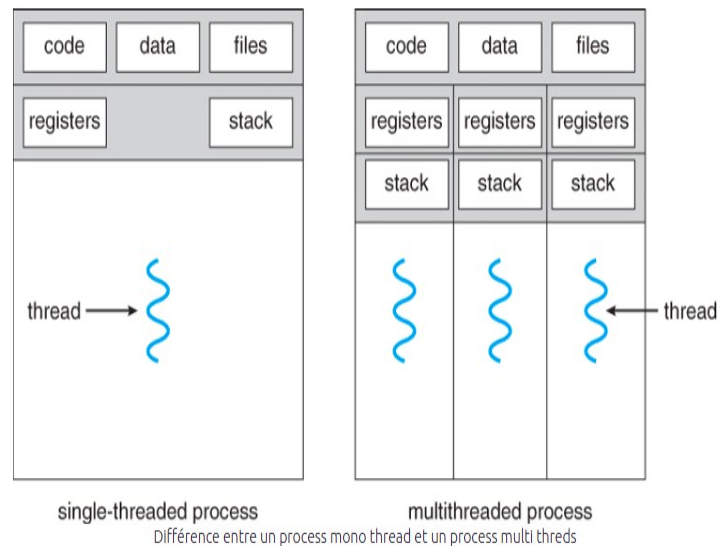 code data files code data files
registers stack registers registers registers
stack stack stack
thread thread
single-threaded process multithreaded process
Différence entre un process mono thread et un process multi threds